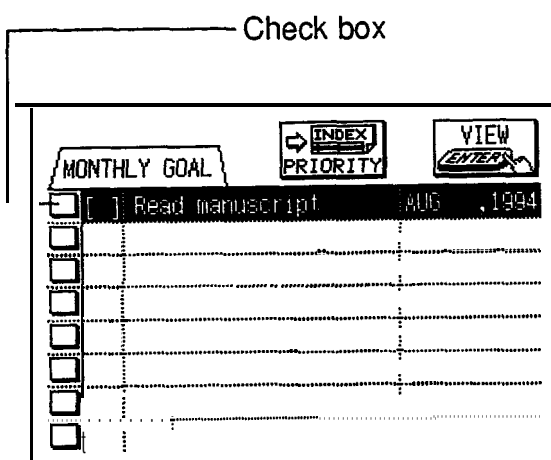 Check box
INDEX
PRIORITY
VIEW
ENTER
MONTHLY GOAL
[ ] Read manuscript AUG ,1994